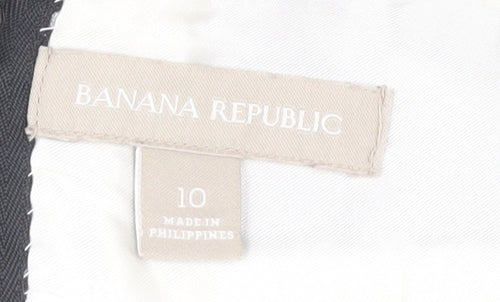 BANANA REPUBLIC
10
MADE IN
PHILIPPINES